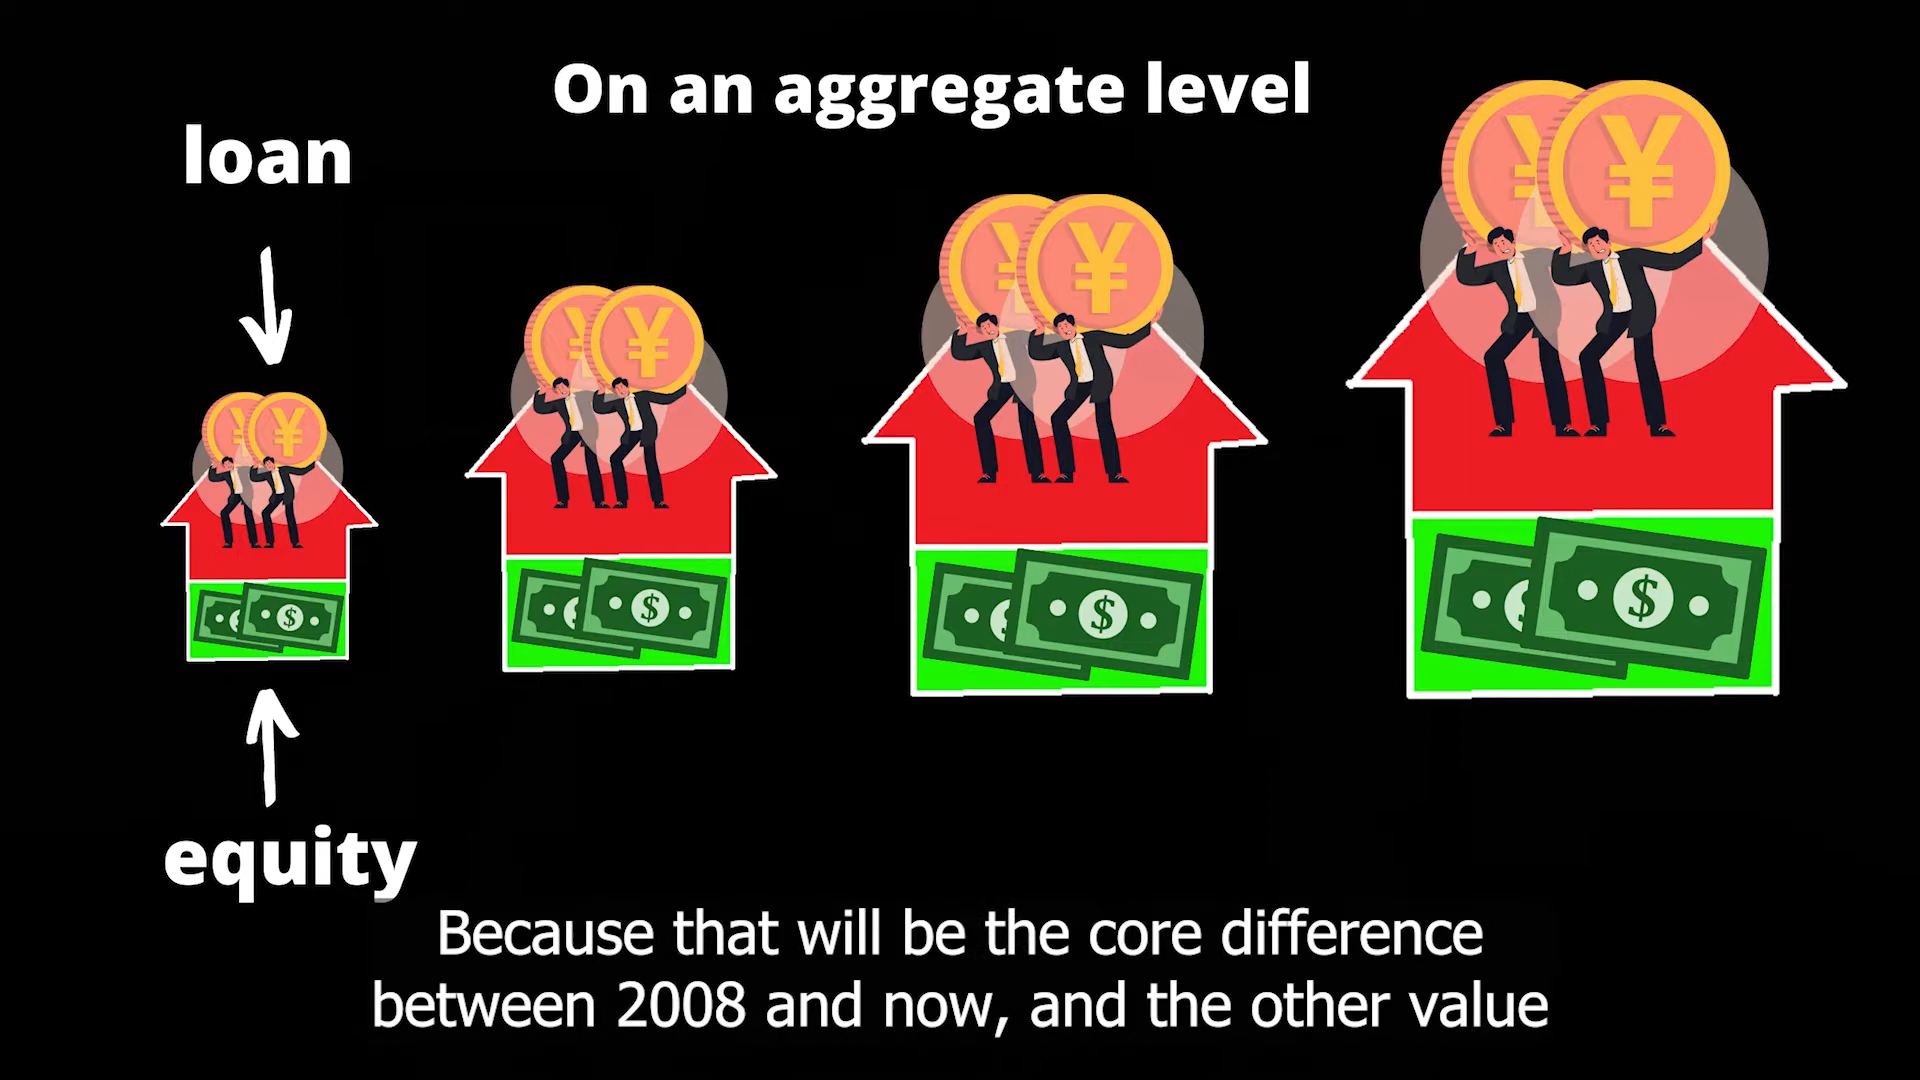 On an aggregate level
loan
¥ ¥
¥ ¥
¥ ¥
¥ ¥
$ $
$ $
$ $
$ $
equity
Because that will be the core difference
between 2008 and now, and the other value